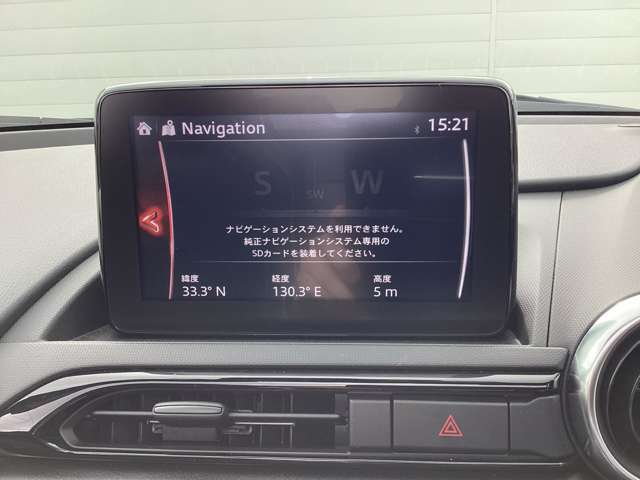 Navigation
15:21
S SW W
ナビゲーションシステムを利用できません。
純正ナビゲーションシステム専用の
SDカードを装着してください。
緯度 経度 高度
33.3° N 130.3° E 5 m